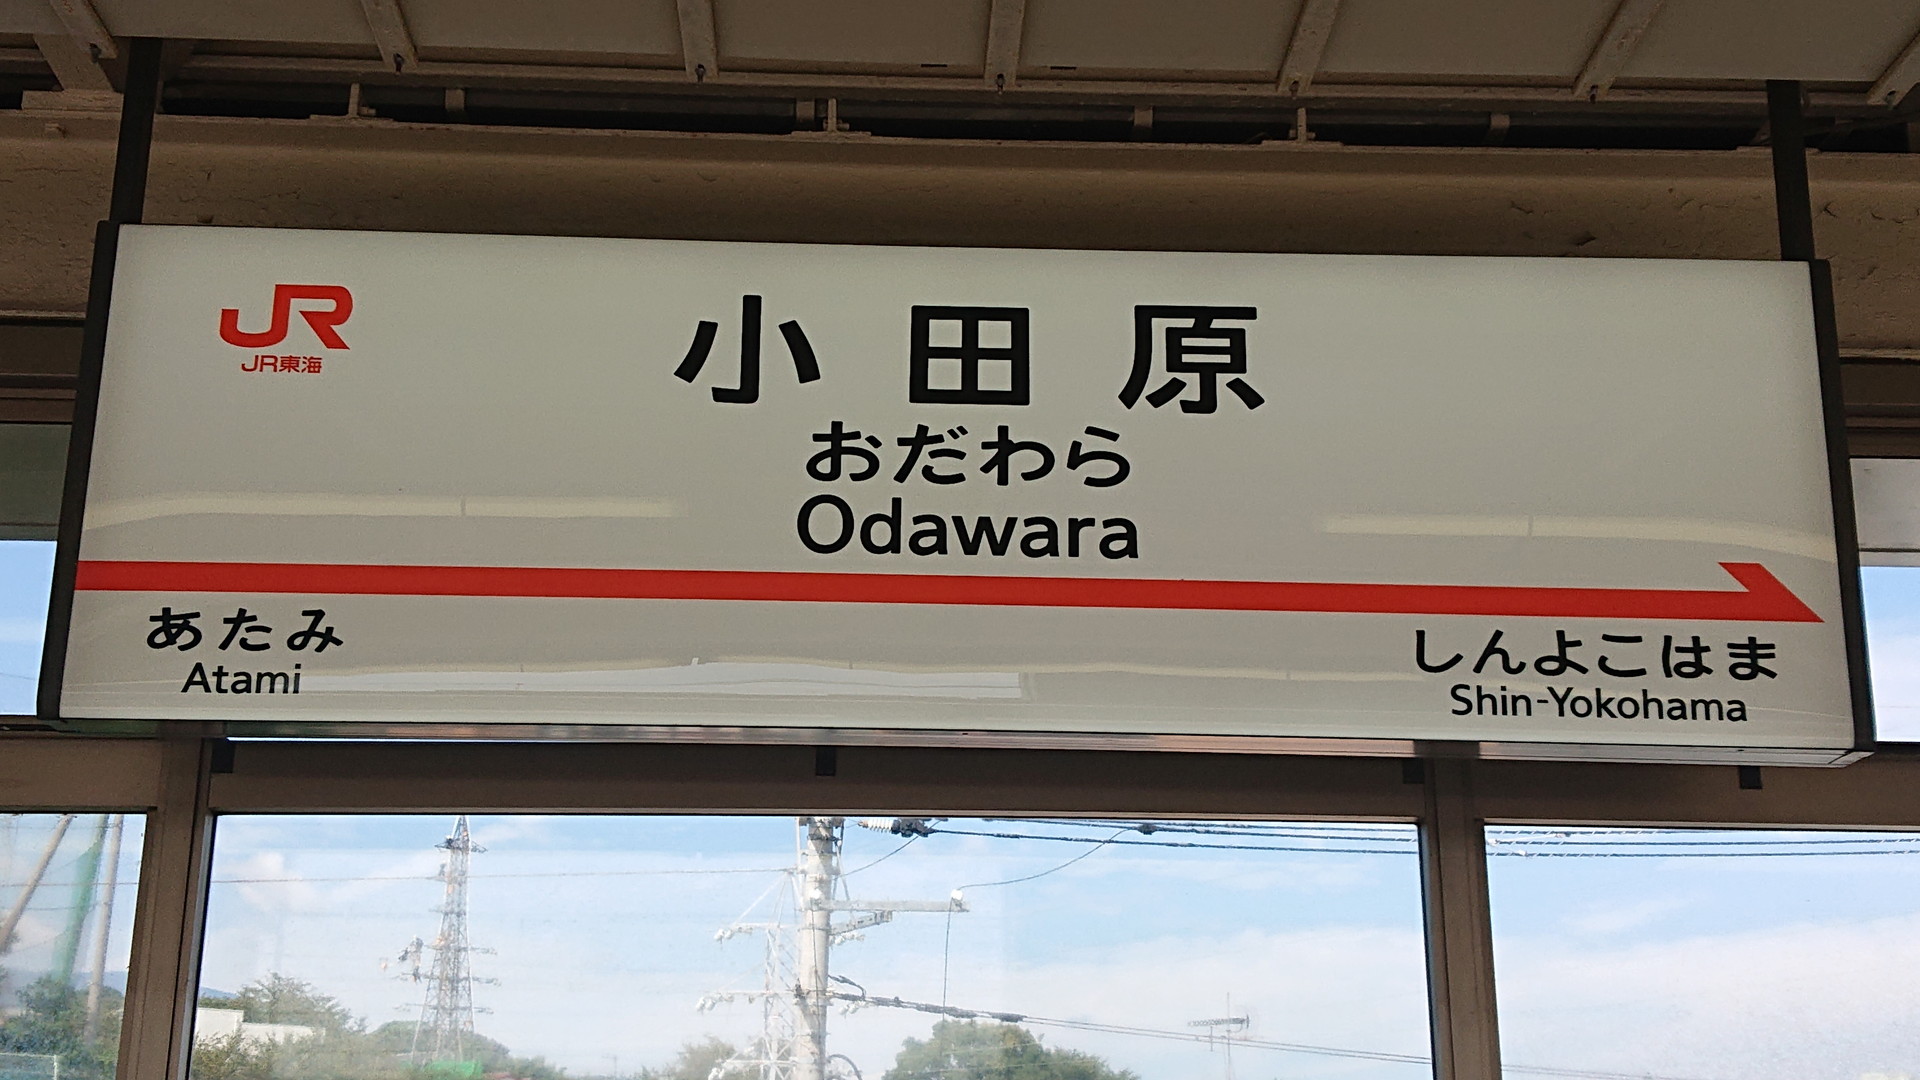 JR
JR東海
小田原
おだわら
Odawara
あたみ
Atami
しんよこはま
Shin-Yokohama